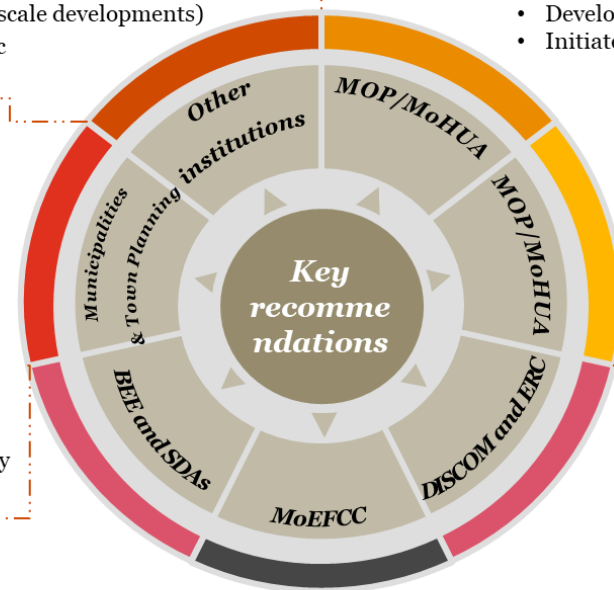 scale developments)
c
• Develo
• Initiate
Other
institutions
MOP/MoHUA
MOP/MoHUA
Municipalities
& Town Planning
Key
recomme
ndations
BEE and SDAs
DISCOM and ERC
MoEFCC
y